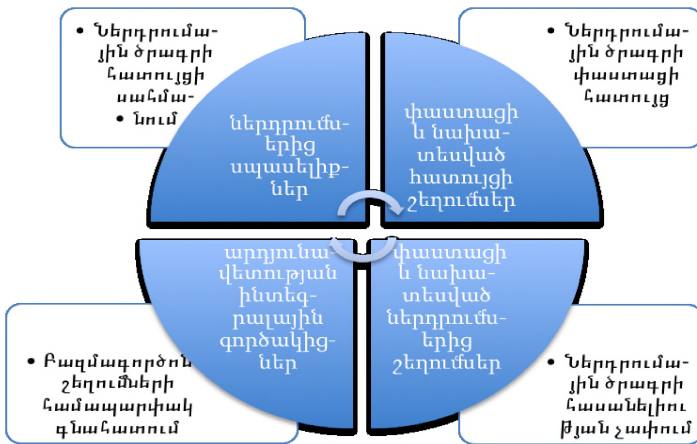 • Ներդրումա-
յին ծրագրի
հատույցի
սահմա-
• նում
ներդրումն-
երից
սպասելիք-
ներ
փաստացի
և նախա-
տեսված
հատույցի
շեղումներ
• Ներդրումա-
յին ծրագրի
փաստացի
հատույց
• Բազմագործոն
շեղումների
համապարփակ
գնահատում
արդյունա-
վետության
ինտեգ-
րալային
գործակից-
ներ
փաստացի
և նախա-
տեսված
ներդրումն-
երից
շեղումներ
• Ներդրումա-
յին ծրագրի
հասանելիու
թյան չափում